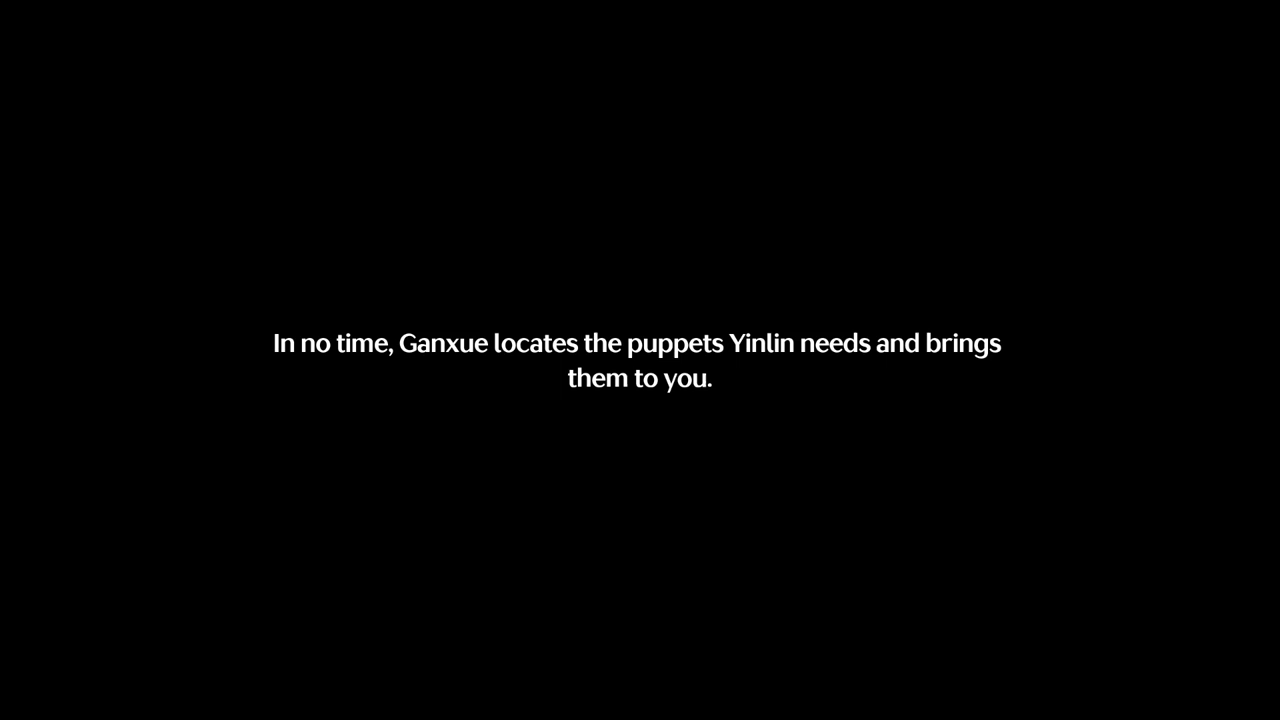 In no time, Ganxue locates the puppets Yinlin needs and brings
them to you.